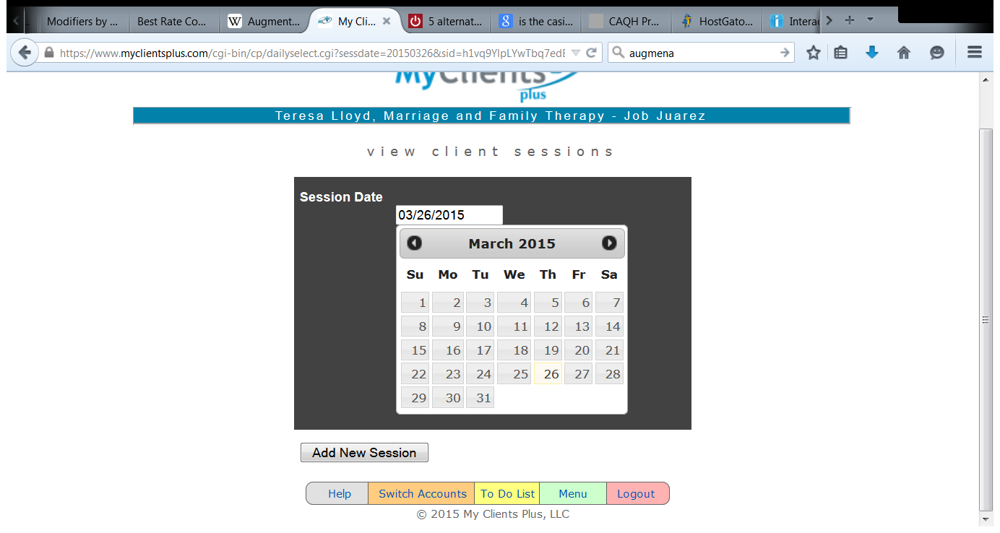 Modifiers by ... Best Rate Co... W Augment... My Cli... × 5 alternat... 8 is the casi... CAQH Pr... HostGato... Interac
https://www.myclientsplus.com/cgi-bin/cp/dailyselect.cgi?sessdate=20150326&sid= augmena
MyClients
plus
Teresa Lloyd, Marriage and Family Therapy - Job Juarez
view client sessions
Session Date
03/26/2015
March 2015
Su Mo Tu We Th Fr Sa
1 2 3 4 5 6 7
8 9 10 11 12 13 14
15 16 17 18 19 20 21
22 23 24 25 26 27 28
29 30 31
Add New Session
Help Switch Accounts To Do List Menu Logout
© 2015 My Clients Plus, LLC